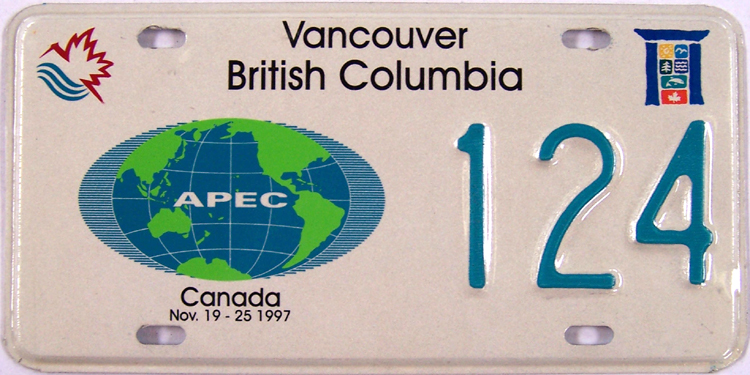 Vancouver
British Columbia
APEC
124
Canada
Nov. 19 - 25 1997